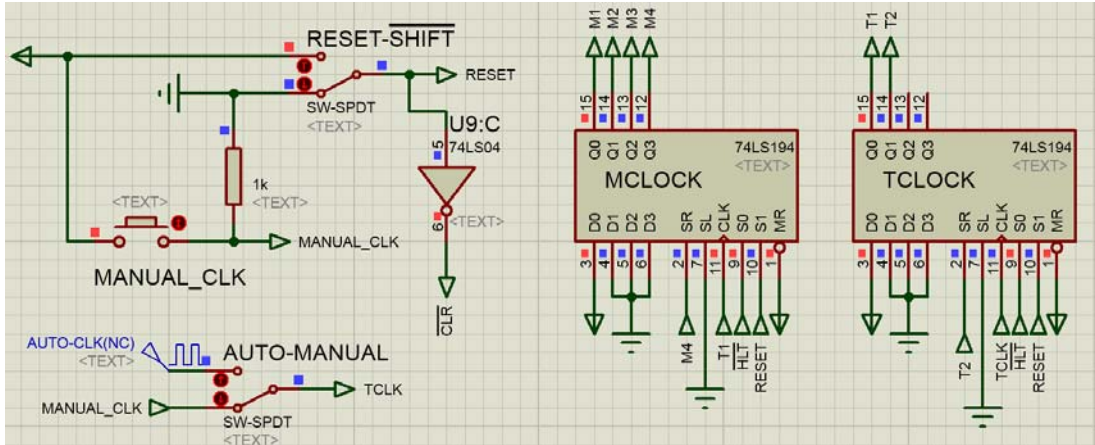 RESET-SHIFT
RESET
SW-SPDT
<TEXT>
U9:C
74LS04
5
<TEXT>
6
CLR
1k
<TEXT>
<TEXT>
MANUAL_CLK
MANUAL_CLK
AUTO-CLK(NC)
<TEXT>
AUTO-MANUAL
TCLK
MANUAL_CLK
SW-SPDT
<TEXT>
M1 M2 M3 M4
15 14 13 12
Q0 Q1 Q2 Q3
74LS194
<TEXT>
MCLOCK
D0 D1 D2 D3 SR SL CLK S0 S1 MR
3 4 5 6 2 7 11 9 10 1
M4 T1 HLT RESET
T1 T2
15 14 13 12
Q0 Q1 Q2 Q3
74LS194
<TEXT>
TCLOCK
D0 D1 D2 D3 SR SL CLK S0 S1 MR
3 4 5 6 2 7 11 9 10 1
T2 TCLK HLT RESET